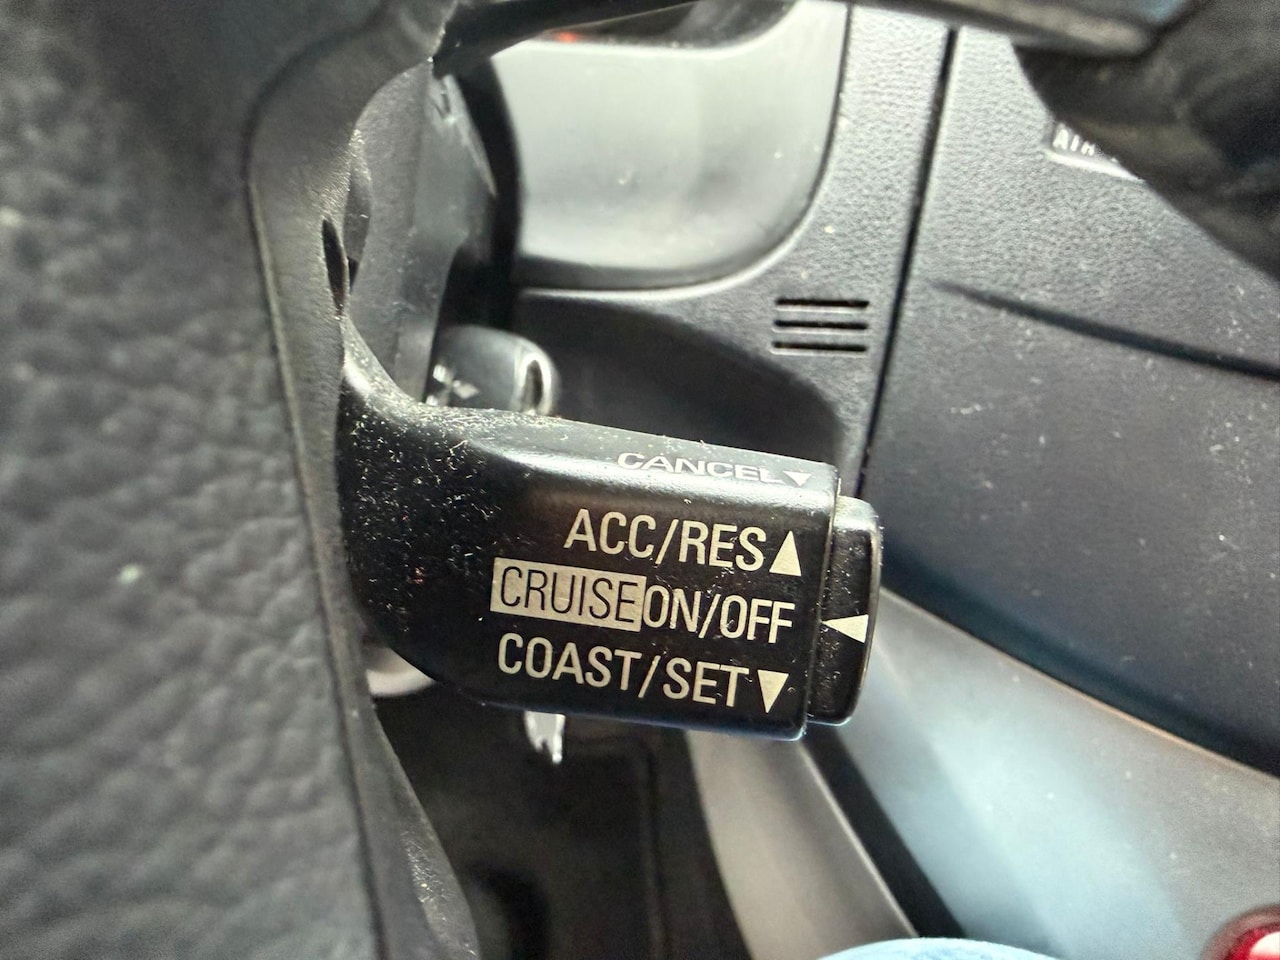 CANCEL▼
ACC/RES▲
CRUISE ON/OFF ◀
COAST/SET▼